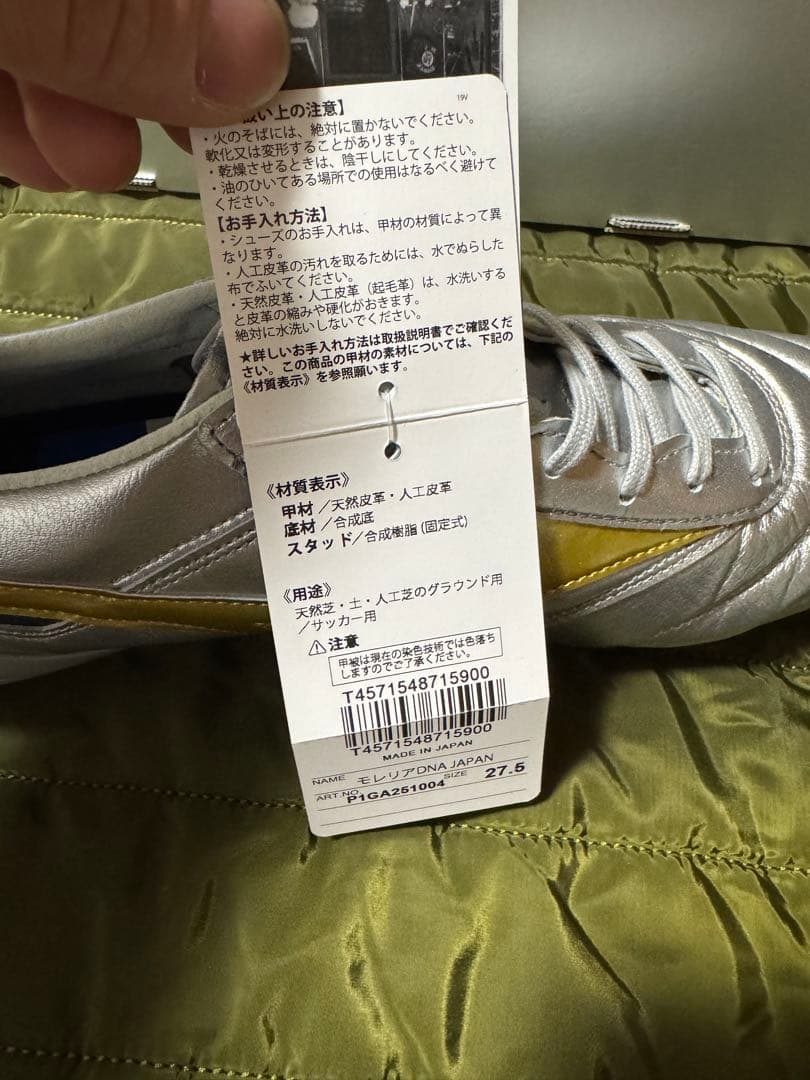 い上の注意】
19V
・火のそばには、絶対に置かないでください。
軟化又は変形することがあります。
・乾燥させるときは、陰干しにしてください。
・油のひいてある場所での使用はなるべく避けて
ください。
【お手入れ方法】
・シューズのお手入れは、甲材の材質によって異
なります。
・人工皮革の汚れを取るためには、水でぬらした
布でふいてください。
・天然皮革・人工皮革（起毛革）は、水洗いする
と皮革の縮みや硬化がおきます。
絶対に水洗いしないでください。
★詳しいお手入れ方法は取扱説明書でご確認くだ
さい。この商品の甲材の素材については、下記の
《材質表示》を参照願います。
《材質表示》
甲材／天然皮革・人工皮革
底材／合成底
スタッド／合成樹脂(固定式)
《用途》
天然芝・土・人工芝のグラウンド用
／サッカー用
⚠注意
甲被は現在の染色技術では色落ち
しますのでご了承ください。
T4571548715900
T4571548715900
MADE IN JAPAN
NAME モレリアDNA JAPAN
ART.NO. P1GA251004 SIZE 27.5